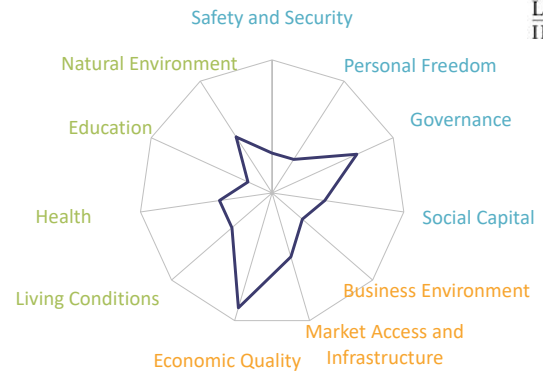 Safety and Security
Natural Environment
Personal Freedom
Education
Governance
Health
Social Capital
Living Conditions
Business Environment
Market Access and
Infrastructure
Economic Quality